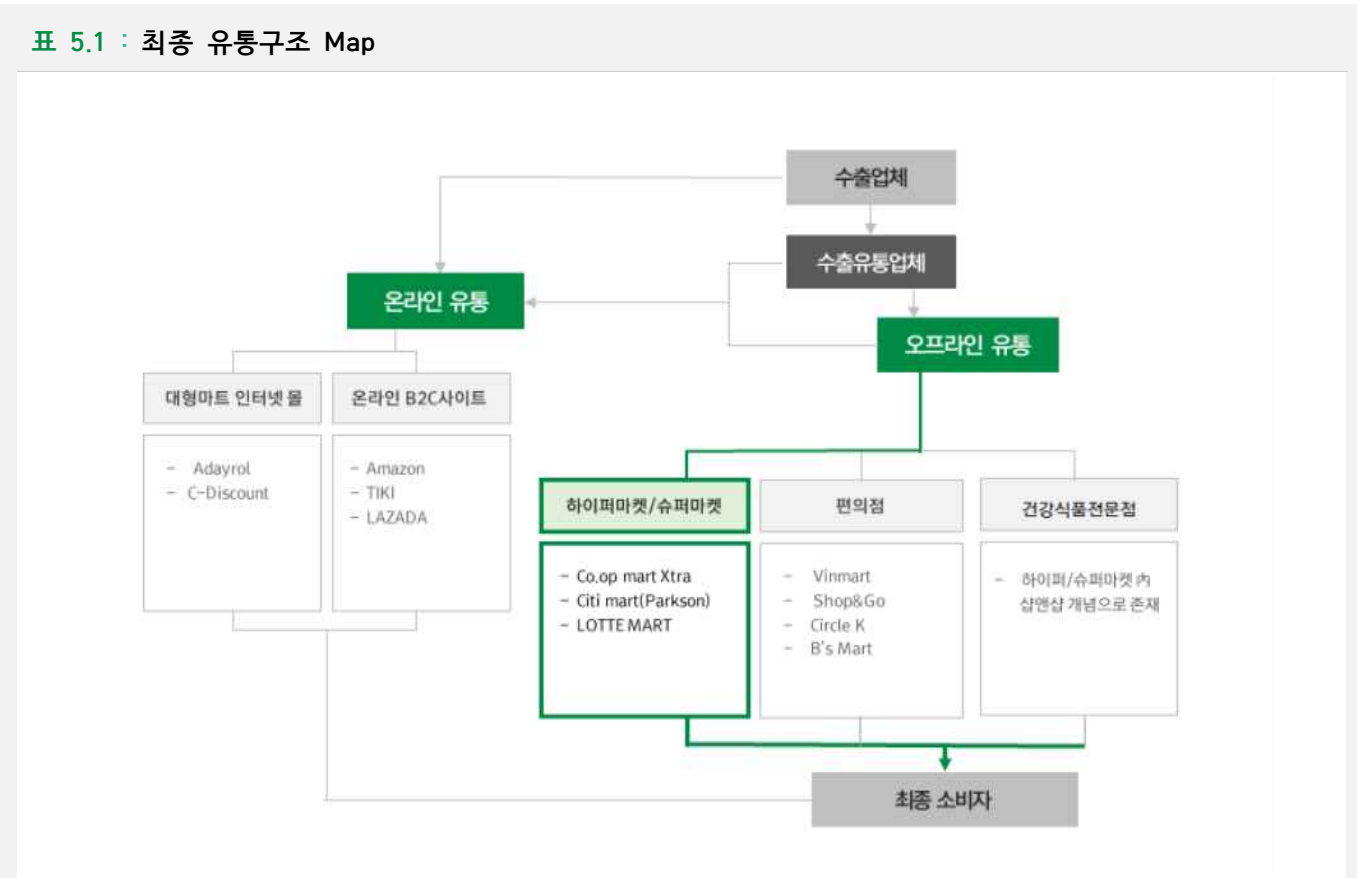 표 5.1 : 최종 유통구조 Map
수출업체
수출유통업체
온라인 유통
오프라인 유통
대형마트 인터넷 몰
온라인 B2C사이트
- Adayrol
- C-Discount
- Amazon
- TIKI
- LAZADA
하이퍼마켓/슈퍼마켓
편의점
건강식품전문점
- Co.op mart Xtra
- Citi mart(Parkson)
- LOTTE MART
- Vinmart
- Shop&Go
- Circle K
- B's Mart
- 하이퍼/슈퍼마켓 內
샵앤샵 개념으로 존재
최종 소비자